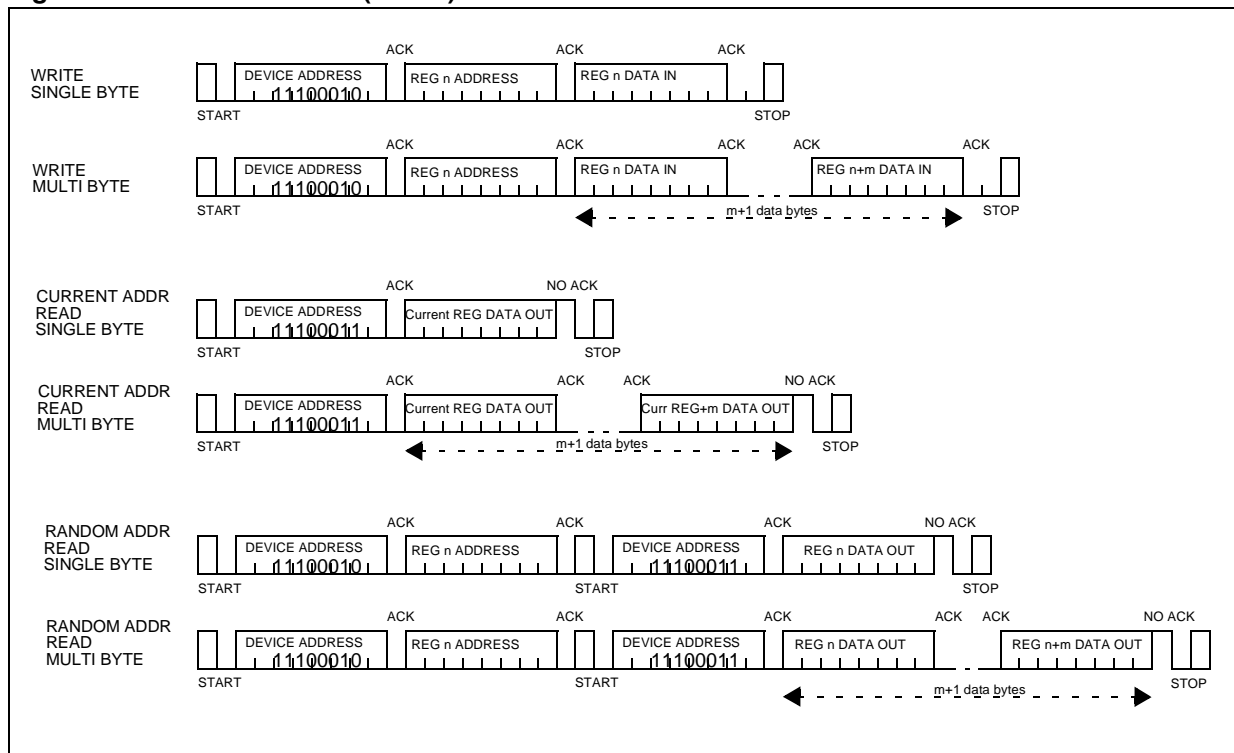 ACK ACK ACK
WRITE
SINGLE BYTE
DEVICE ADDRESS
11100010
REG n ADDRESS
REG n DATA IN
START STOP
ACK ACK ACK ACK ACK
WRITE
MULTI BYTE
DEVICE ADDRESS
11100010
REG n ADDRESS
REG n DATA IN
REG n+m DATA IN
START
m+1 data bytes
STOP
ACK NO ACK
CURRENT ADDR
READ
SINGLE BYTE
DEVICE ADDRESS
11100011
Current REG DATA OUT
START STOP
ACK ACK ACK NO ACK
CURRENT ADDR
READ
MULTI BYTE
DEVICE ADDRESS
11100011
Current REG DATA OUT
Curr REG+m DATA OUT
START
m+1 data bytes
STOP
ACK ACK ACK NO ACK
RANDOM ADDR
READ
SINGLE BYTE
DEVICE ADDRESS
11100010
REG n ADDRESS
DEVICE ADDRESS
11100011
REG n DATA OUT
START START STOP
ACK ACK ACK ACK ACK NO ACK
RANDOM ADDR
READ
MULTI BYTE
DEVICE ADDRESS
11100010
REG n ADDRESS
DEVICE ADDRESS
11100011
REG n DATA OUT
REG n+m DATA OUT
START START
m+1 data bytes
STOP